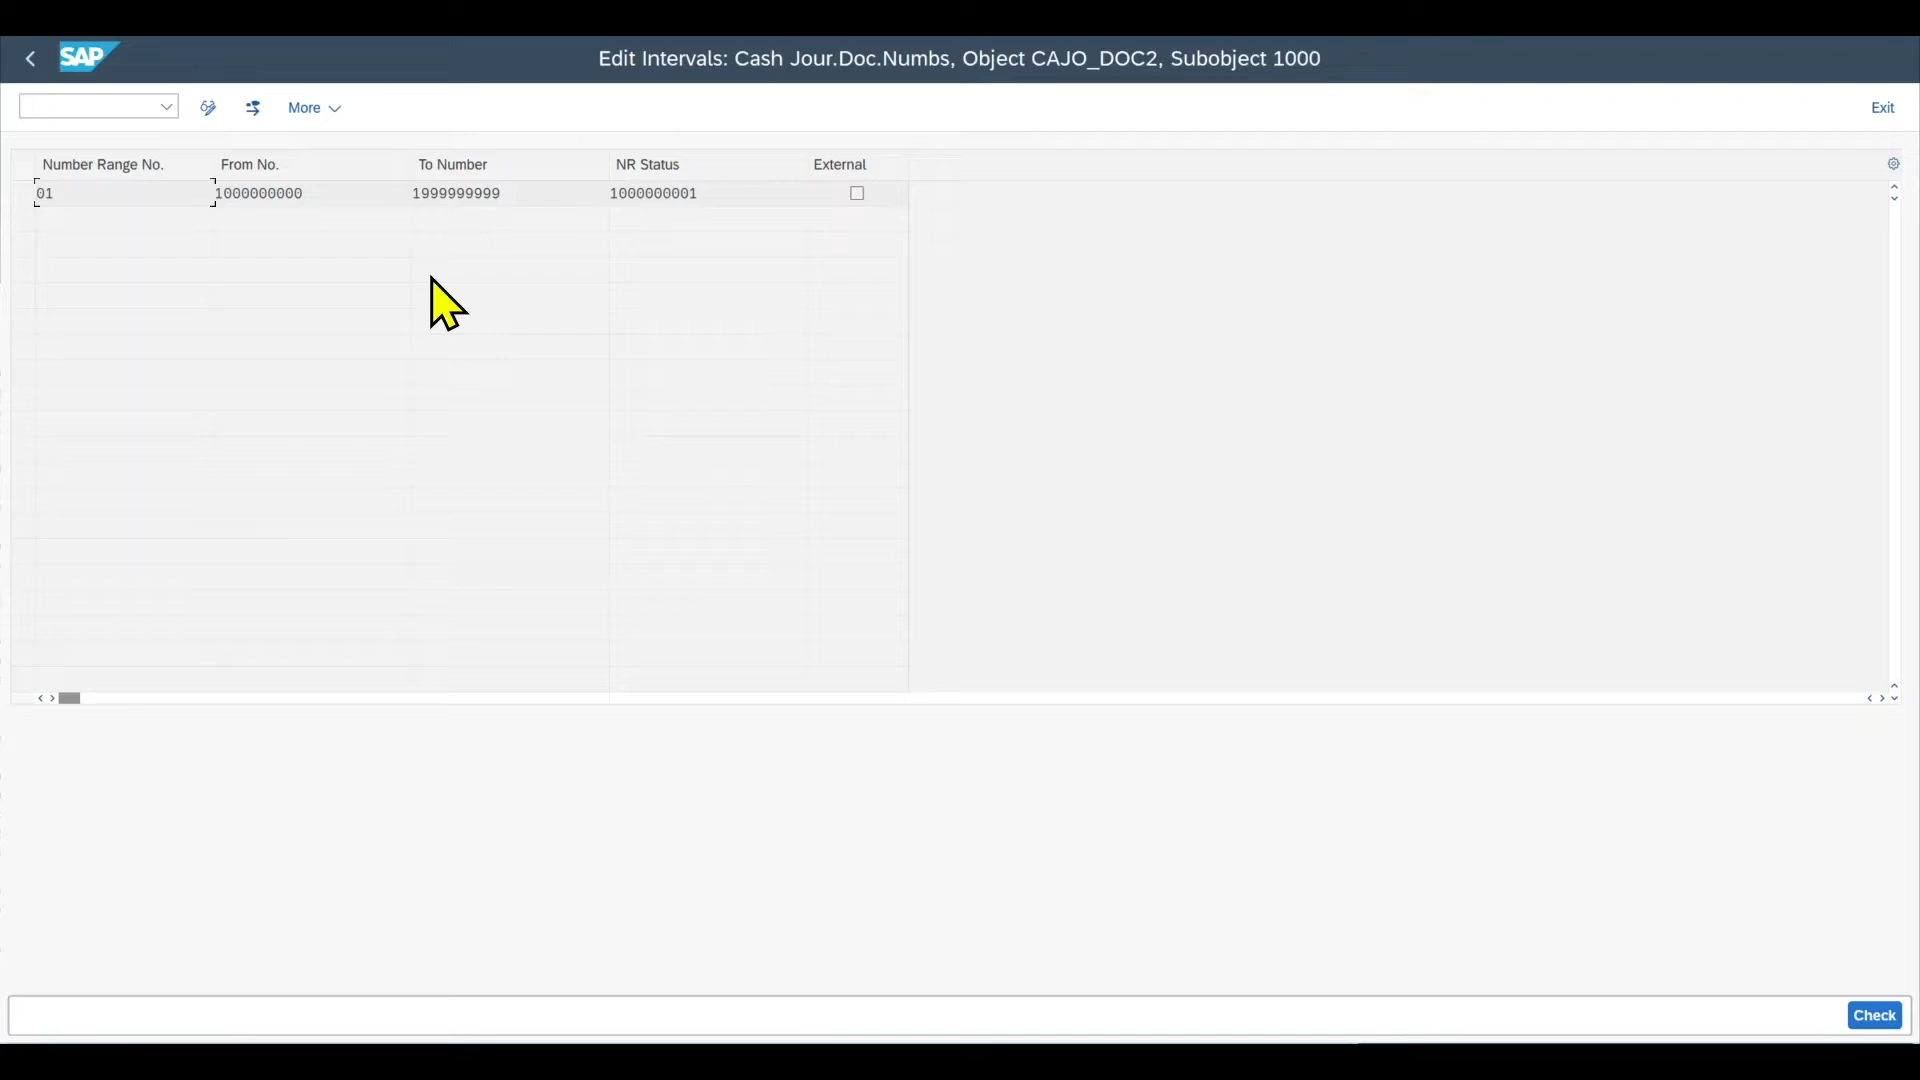 SAP Edit Intervals: Cash Jour.Doc.Numbs, Object CAJO_DOC2, Subobject 1000
More Exit
Number Range No. From No. To Number NR Status External
01 1000000000 1999999999 1000000001
Check